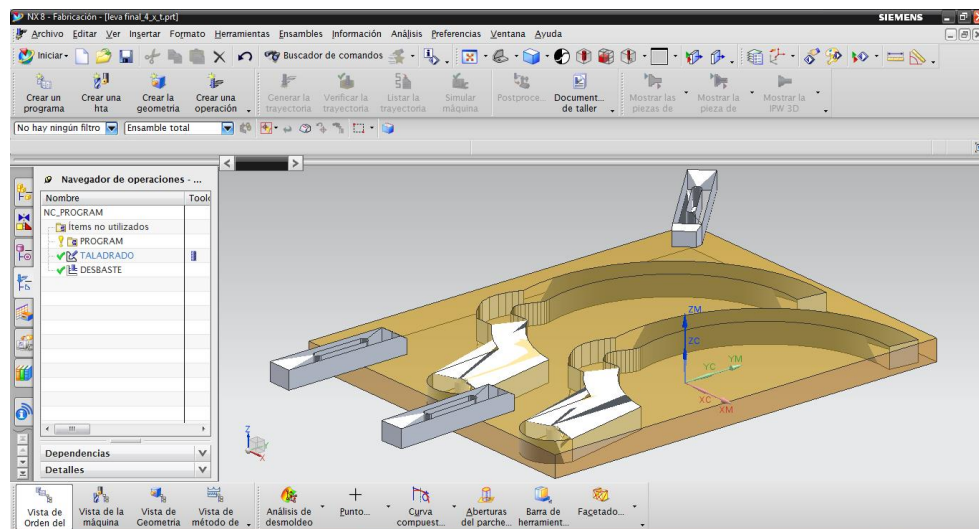 NX 8 - Fabricación - [leva final_4_x_t.prt]
SIEMENS
Archivo Editar Ver Insertar Formato Herramientas Ensambles Información Análisis Preferencias Ventana Ayuda
Iniciar
Buscador de comandos
Crear un programa
Crear una hta
Crear la geometria
Crear una operación
Generar la trayectoria
Verificar la trayectoria
Listar la trayectoria
Simular máquina
Postproce...
Document... de taller
Mostrar las piezas de
Mostrar la pieza de
Mostrar la IPW 3D
No hay ningún filtro
Ensamble total
Navegador de operaciones - ...
Nombre
Toolc
NC_PROGRAM
Ítems no utilizados
PROGRAM
TALADRADO
DESBASTE
Dependencias
Detalles
ZM
ZC
YC
YM
XC
XM
Z
Y
X
Vista de Orden del
Vista de la máquina
Vista de Geometria
Vista de método de
Análisis de desmoldeo
Punto...
Curva compuest...
Aberturas del parche...
Barra de herramient...
Facetado...